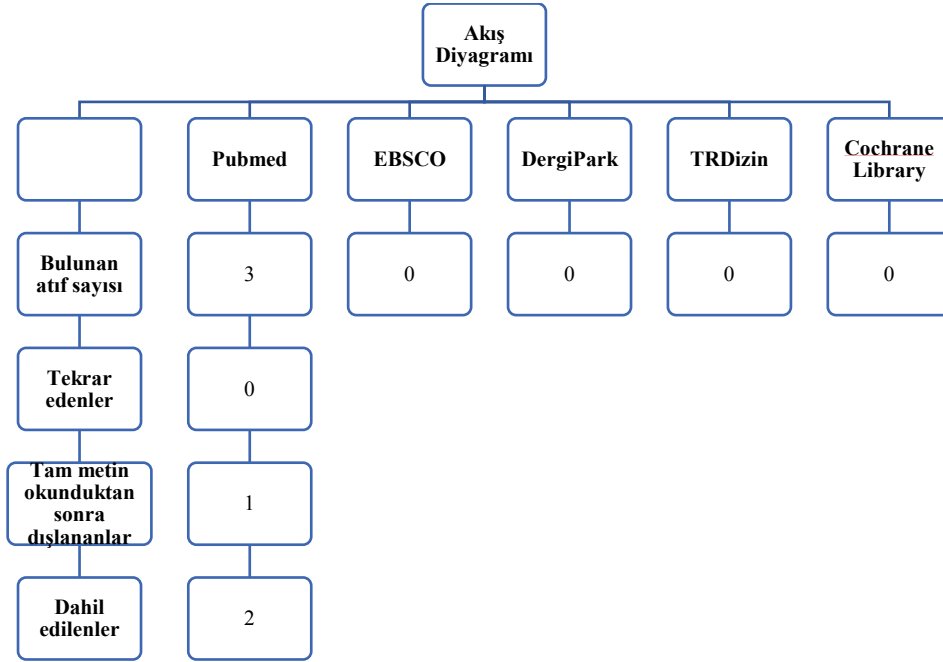 Akış
Diyagramı
Pubmed
EBSCO
DergiPark
TRDizin
Cochrane
Library
Bulunan
atıf sayısı
3
0
0
0
0
Tekrar
edenler
0
Tam metin
okunduktan
sonra
dışlananlar
1
Dahil
edilenler
2